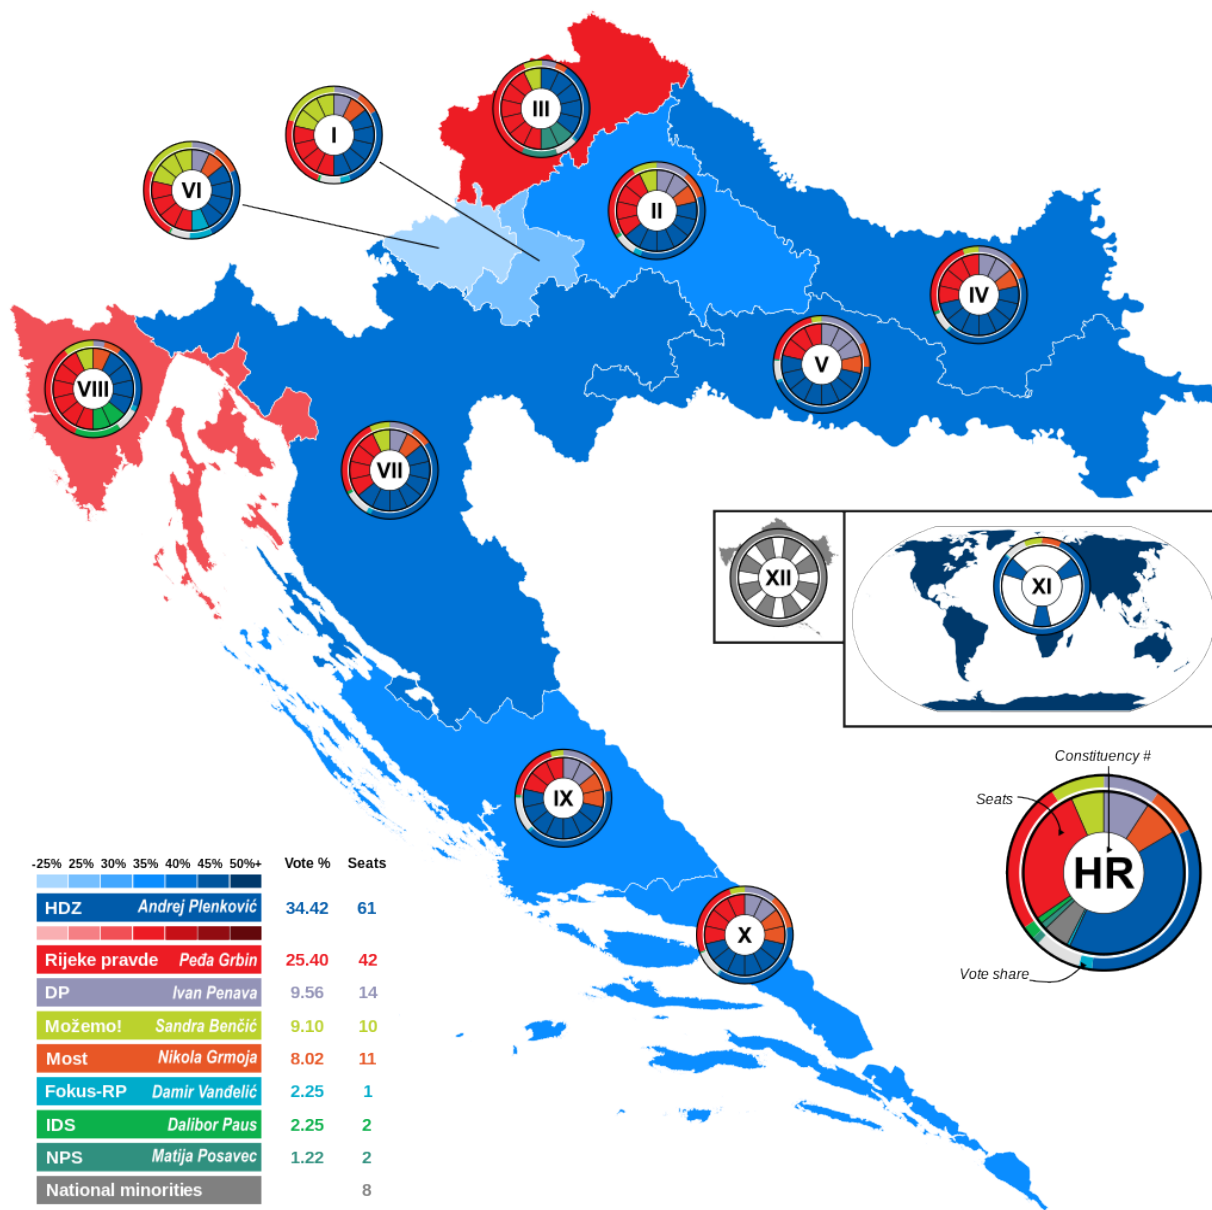 III
I
VI
II
IV
V
VIII
VII
XII
XI
Constituency #
Seats
HR
IX
X
Vote share
-25% 25% 30% 35% 40% 45% 50%+ Vote % Seats
HDZ Andrej Plenković 34.42 61
Rijeke pravde Peđa Grbin 25.40 42
DP Ivan Penava 9.56 14
Možemo! Sandra Benčić 9.10 10
Most Nikola Grmoja 8.02 11
Fokus-RP Damir Vanđelić 2.25 1
IDS Dalibor Paus 2.25 2
NPS Matija Posavec 1.22 2
National minorities 8